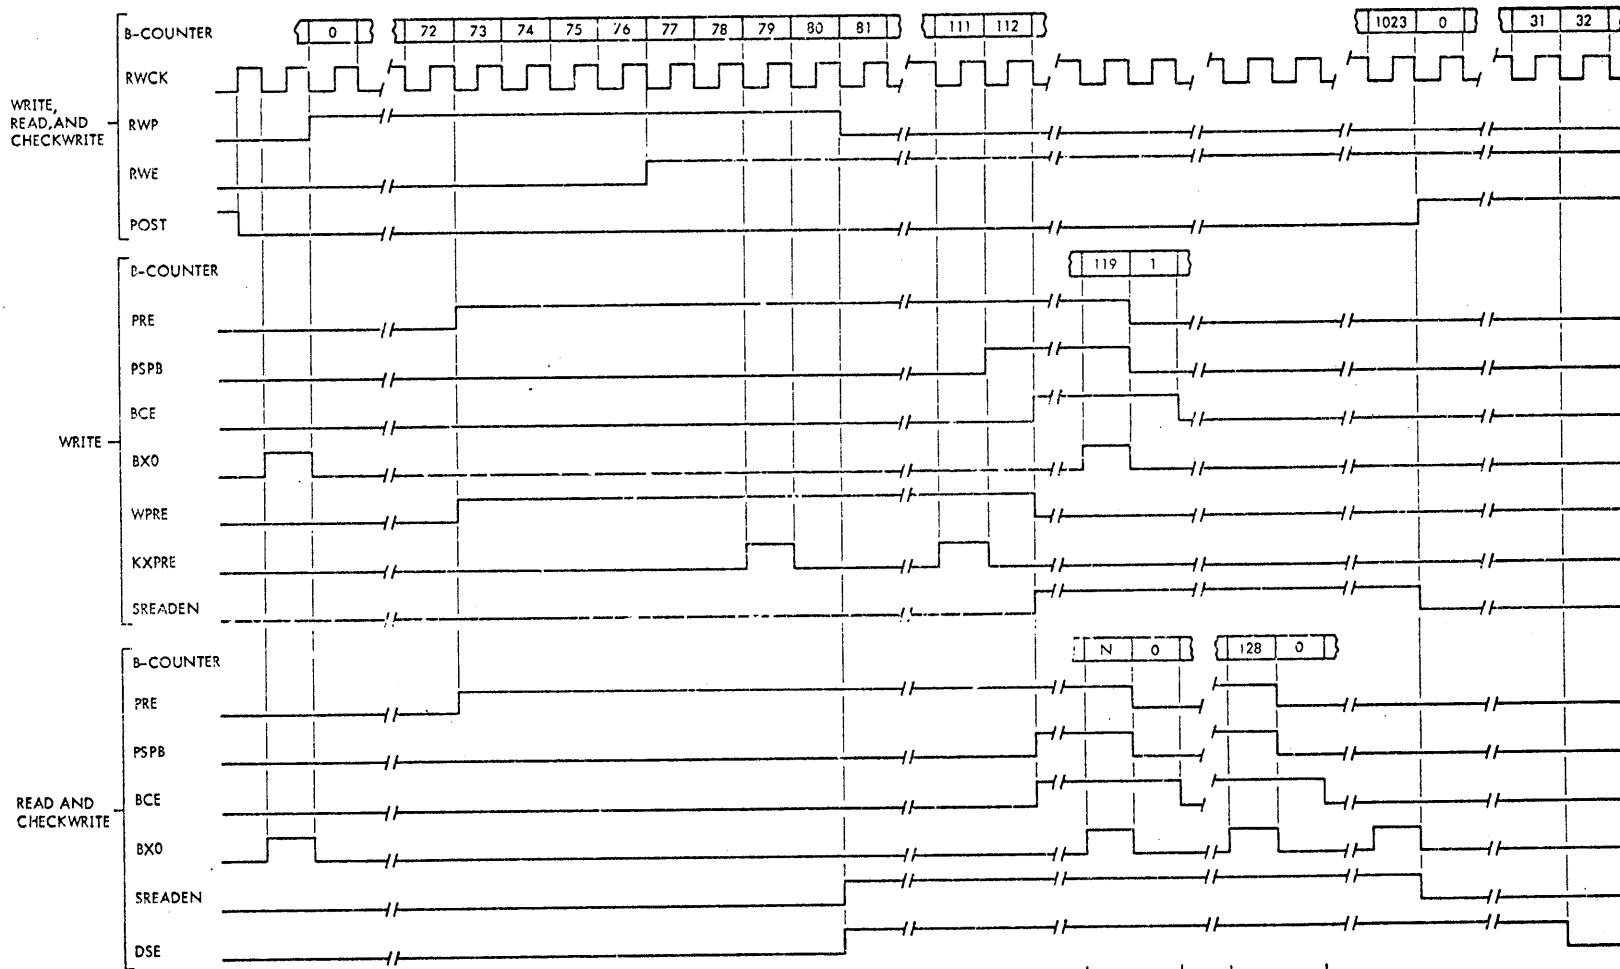 B-COUNTER 0 72 73 74 75 76 77 78 79 80 81 111 112 1023 0 31 32
RWCK
WRITE,
READ, AND
CHECKWRITE
RWP
RWE
POST
B-COUNTER 119 1
PRE
PSPB
BCE
WRITE
BX0
WPRE
KXPRE
SREADEN
B-COUNTER N 0 128 0
PRE
PSPB
BCE
READ AND
CHECKWRITE
BX0
SREADEN
DSE